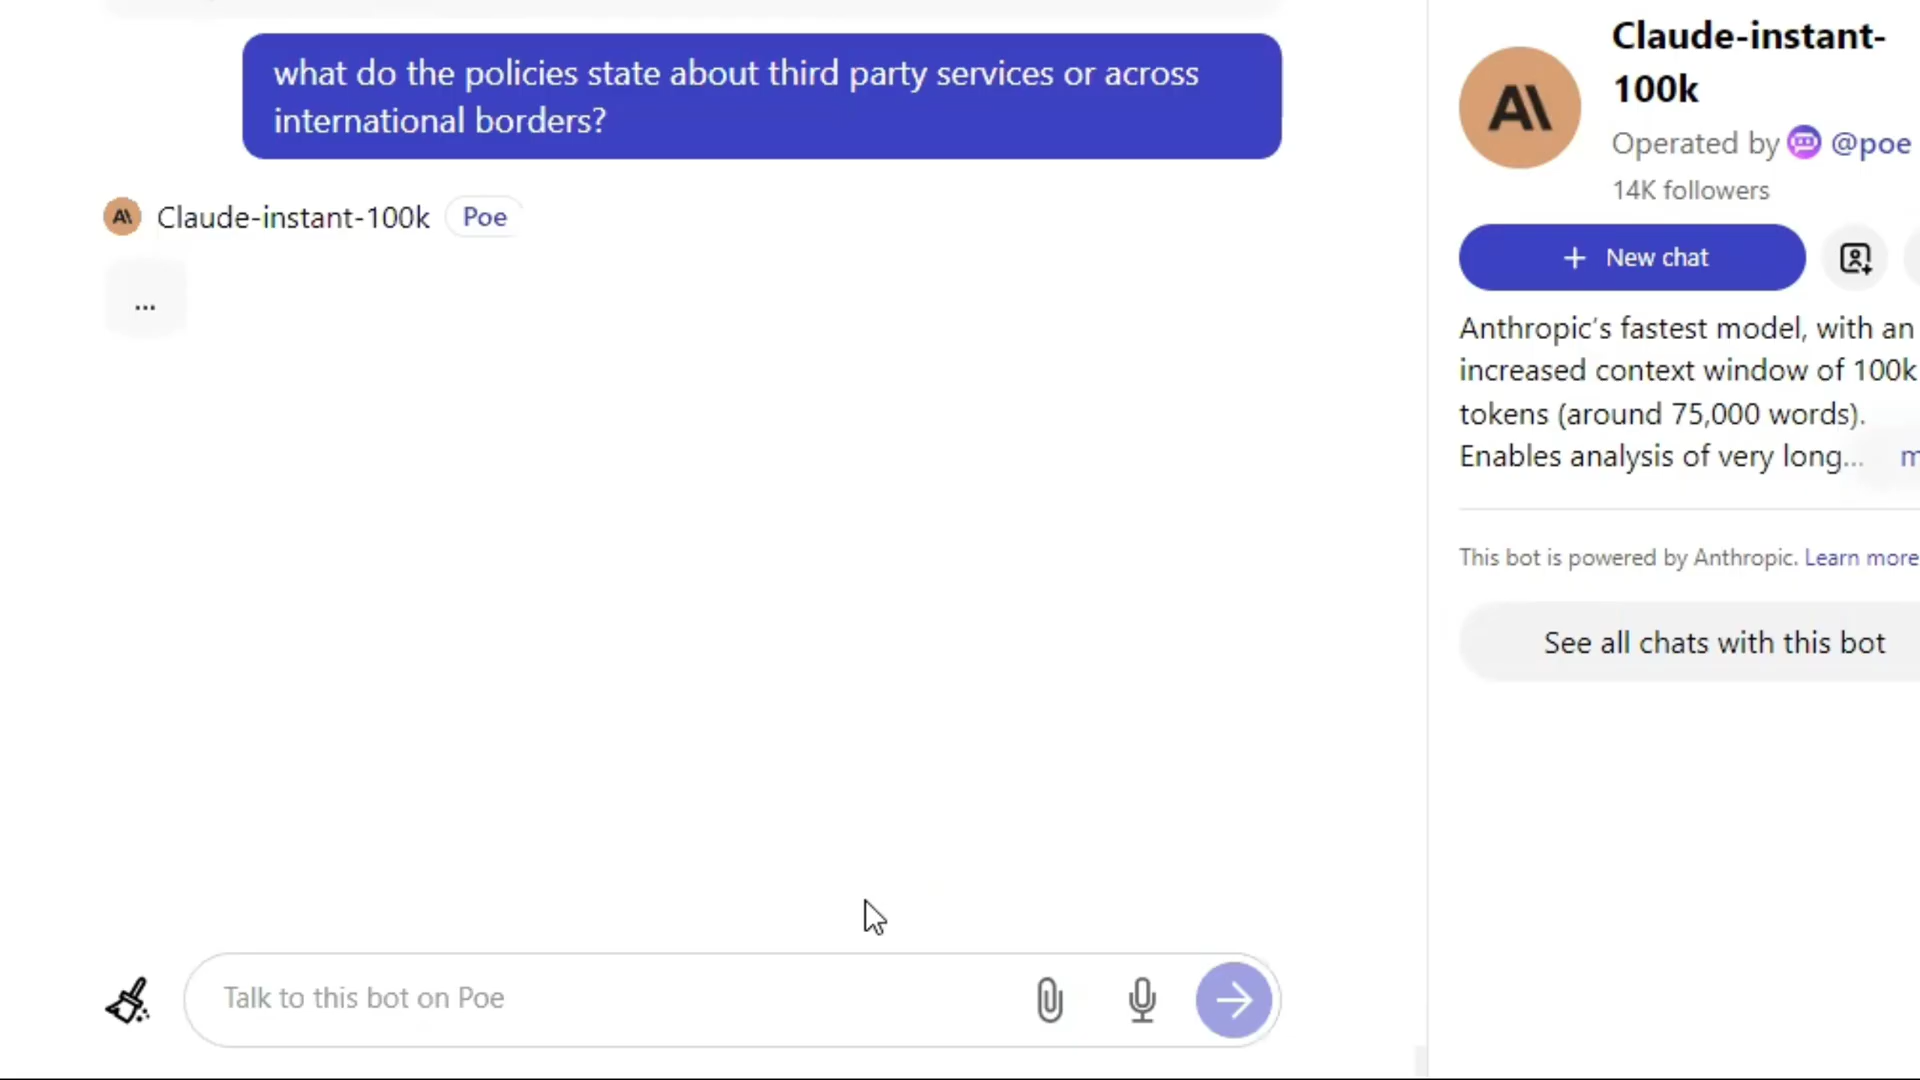 what do the policies state about third party services or across
international borders?
Claude-instant-100k Poe
...
Talk to this bot on Poe
Claude-instant-
100k
Operated by @poe
14K followers
+ New chat
Anthropic's fastest model, with an
increased context window of 100k
tokens (around 75,000 words).
Enables analysis of very long...
This bot is powered by Anthropic. Learn more
See all chats with this bot